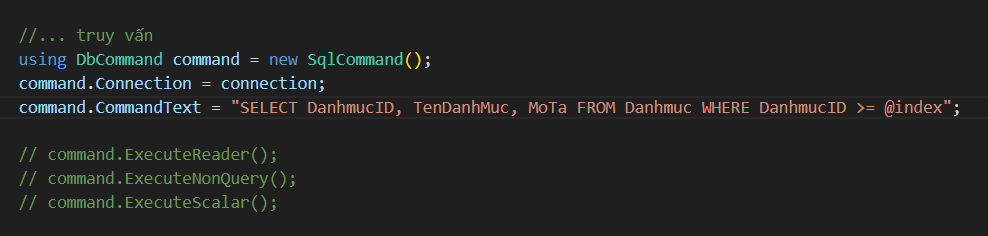 //... truy vấn
using DbCommand command = new SqlCommand();
command.Connection = connection;
command.CommandText = "SELECT DanhmucID, TenDanhMuc, MoTa FROM Danhmuc WHERE DanhmucID >= @index";
// command.ExecuteReader();
// command.ExecuteNonQuery();
// command.ExecuteScalar();